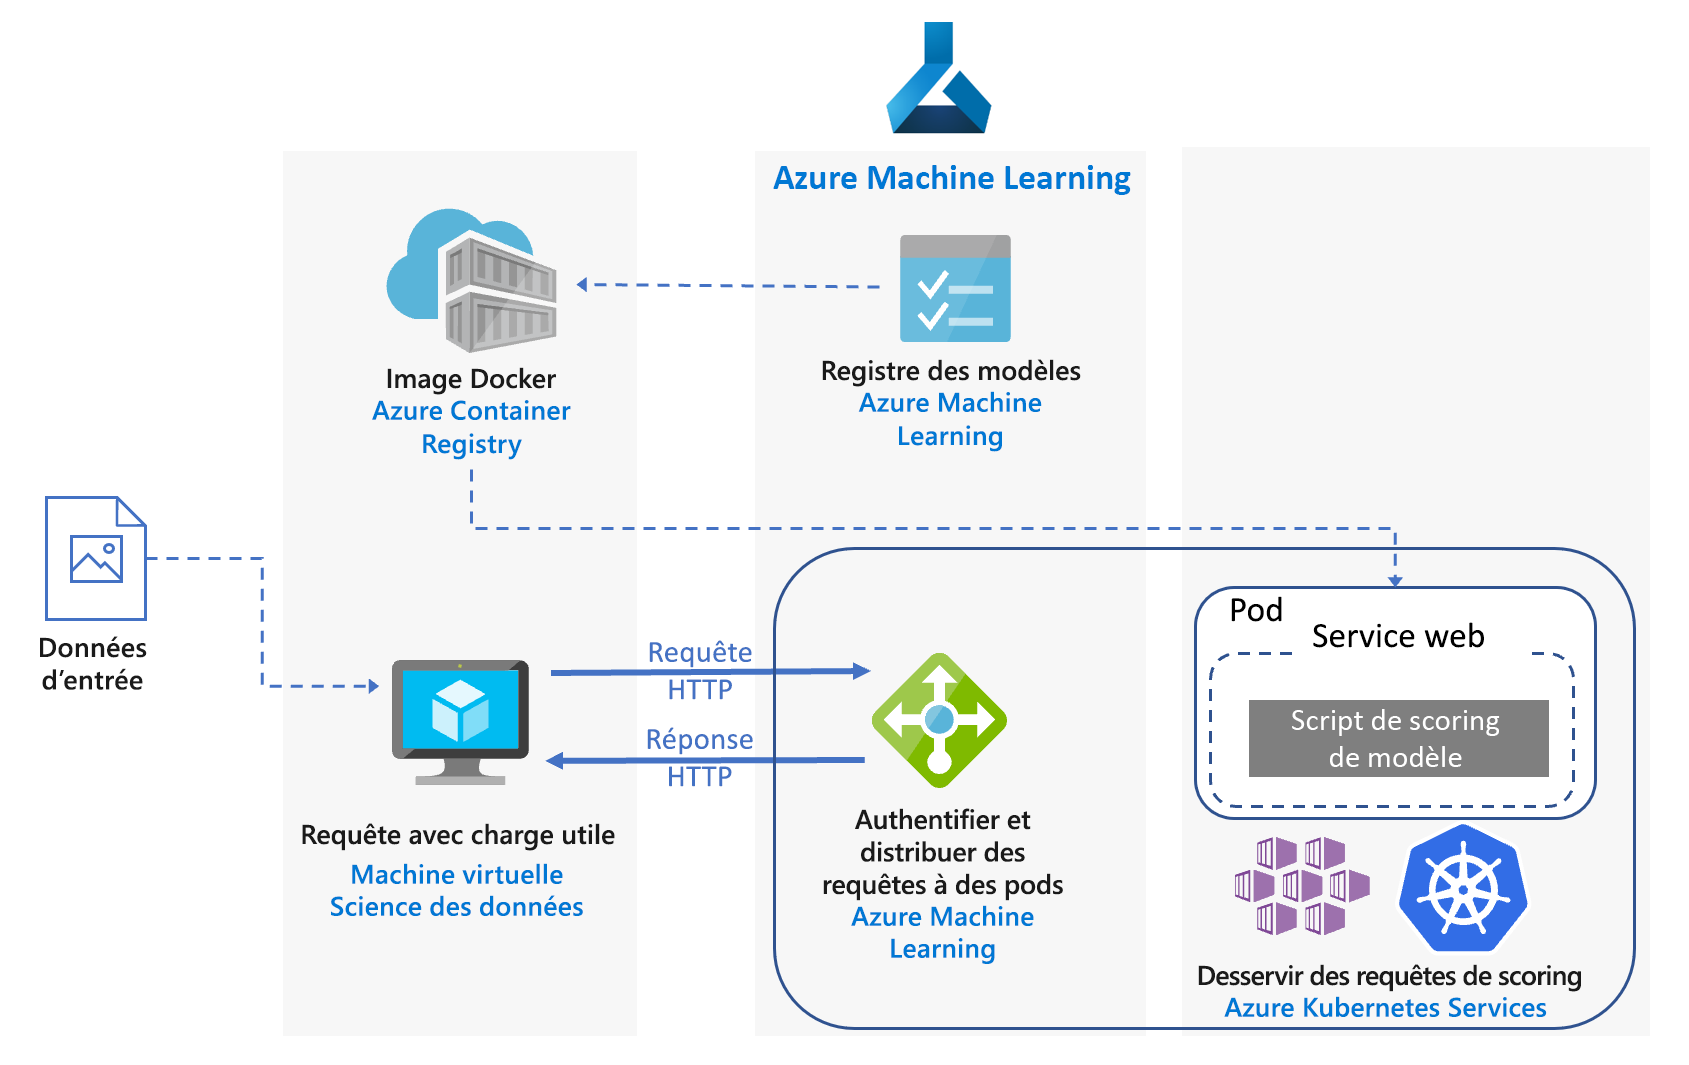 Azure Machine Learning
Image Docker
Azure Container
Registry
Registre des modèles
Azure Machine
Learning
Données
d’entrée
Requête
HTTP
Réponse
HTTP
Requête avec charge utile
Machine virtuelle
Science des données
Authentifier et
distribuer des
requêtes à des pods
Azure Machine
Learning
Pod
Service web
Script de scoring
de modèle
Desservir des requêtes de scoring
Azure Kubernetes Services